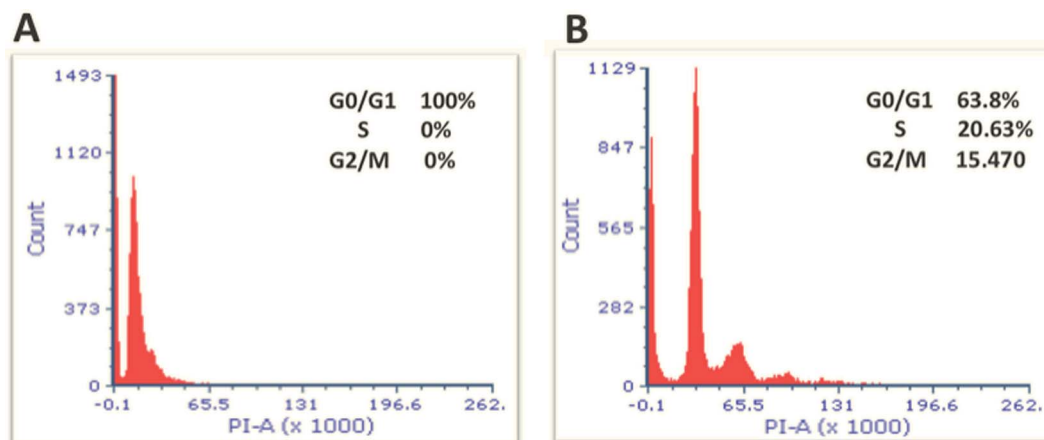 A
1493
1120
747
373
0
Count
G0/G1 100%
S 0%
G2/M 0%
-0.1 65.5 131 196.6 262.
PI-A (x 1000)
B
1129
847
565
282
0
Count
G0/G1 63.8%
S 20.63%
G2/M 15.470
-0.1 65.5 131 196.6 262.
PI-A (x 1000)